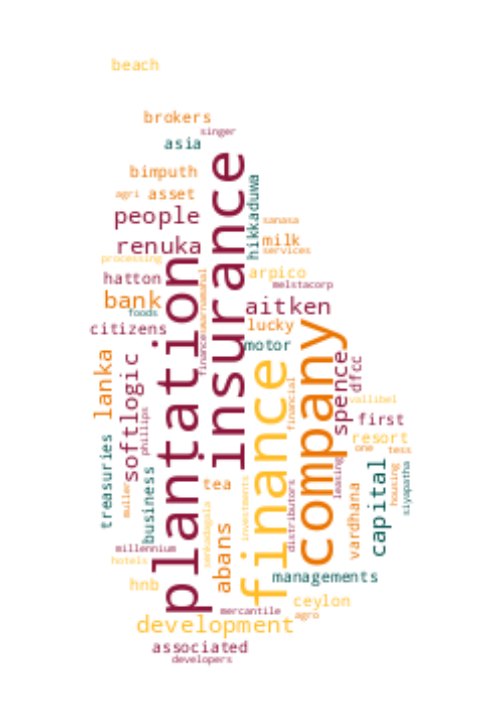 beach
brokers
singer
asia
insurance
bimputh
hikkaduwa
agri
asset
people
sanasa
renuka
milk
services
processing
plantation
arpico
hatton
swarnamahal
melstacorp
bank
aitken
foods
lucky
company
citizens
finance
motor
lanka
softlogic
spence
dfcc
finance
financial
vallibel
phillips
first
resort
treasuries
one
tess
business
tea
capital
leasing
housing
siyapatha
muller
investments
distributors
vardhana
senkadagala
abans
millennium
hotels
managements
hnb
ceylon
mercantile
agro
development
associated
developers